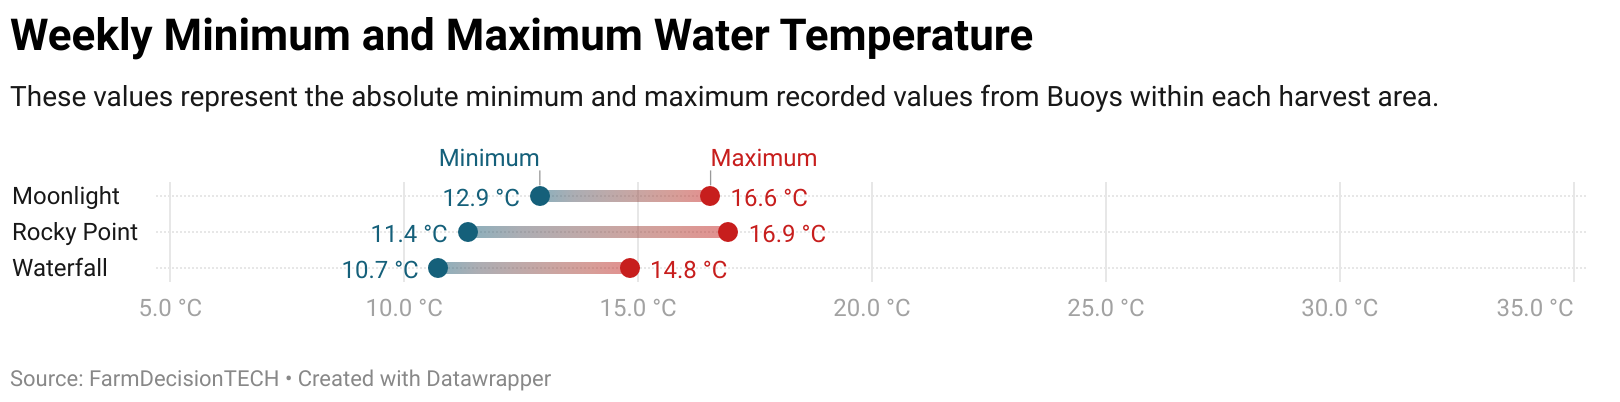 Weekly Minimum and Maximum Water Temperature
These values represent the absolute minimum and maximum recorded values from Buoys within each harvest area.
Minimum Maximum
Moonlight 12.9 °C 16.6 °C
Rocky Point 11.4 °C 16.9 °C
Waterfall 10.7 °C 14.8 °C
5.0 °C 10.0 °C 15.0 °C 20.0 °C 25.0 °C 30.0 °C 35.0 °C
Source: FarmDecisionTECH • Created with Datawrapper